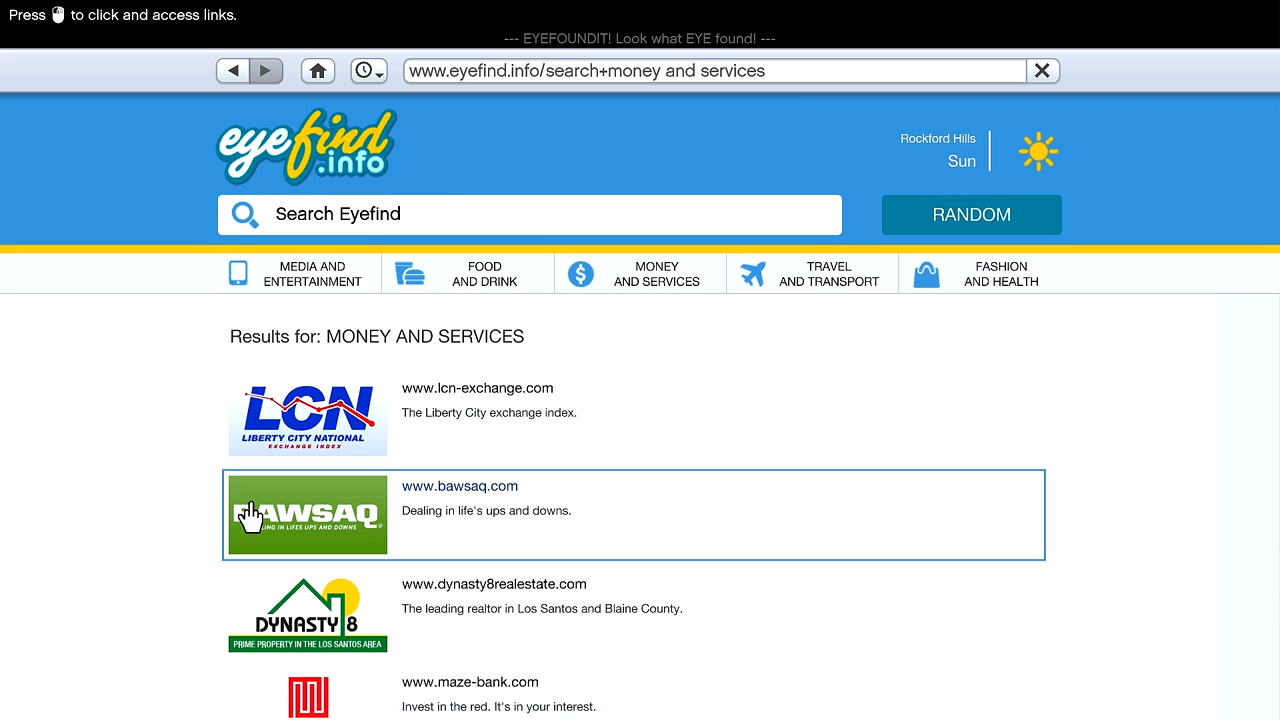 Press to click and access links.
--- EYEFOUNDIT! Look what EYE found! ---
www.eyefind.info/search+money and services
eyefind
.info
Rockford Hills
Sun
Search Eyefind
RANDOM
MEDIA AND
ENTERTAINMENT
FOOD
AND DRINK
MONEY
AND SERVICES
TRAVEL
AND TRANSPORT
FASHION
AND HEALTH
Results for: MONEY AND SERVICES
LCN
LIBERTY CITY NATIONAL
EXCHANGE INDEX
www.lcn-exchange.com
The Liberty City exchange index.
BAWSAQ
LING IN LIFES UPS AND DOWNS
www.bawsaq.com
Dealing in life's ups and downs.
DYNASTY 8
PRIME PROPERTY IN THE LOS SANTOS AREA
www.dynasty8realestate.com
The leading realtor in Los Santos and Blaine County.
www.maze-bank.com
Invest in the red. It's in your interest.